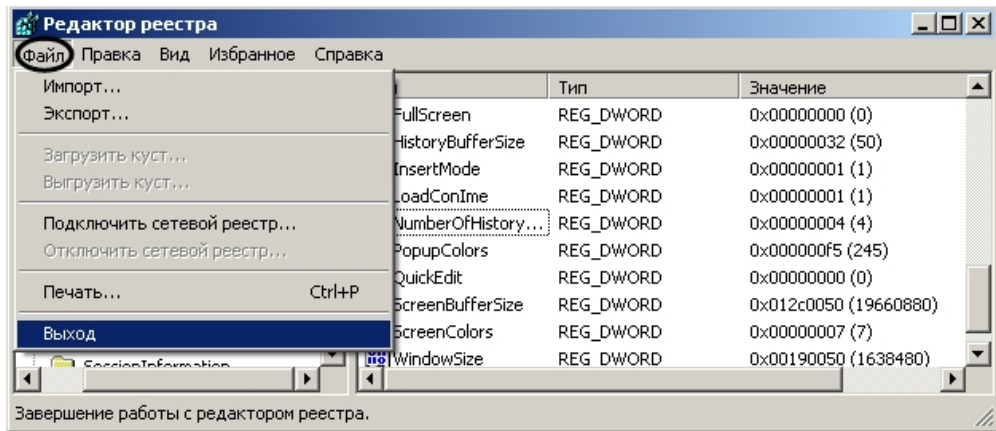 Редактор реестра
Файл Правка Вид Избранное Справка
Импорт...
Экспорт...
Загрузить куст...
Выгрузить куст...
Подключить сетевой реестр...
Отключить сетевой реестр...
Печать... Ctrl+P
Выход
Тип Значение
FullScreen REG_DWORD 0x00000000 (0)
HistoryBufferSize REG_DWORD 0x00000032 (50)
InsertMode REG_DWORD 0x00000001 (1)
LoadConIme REG_DWORD 0x00000001 (1)
NumberOfHistory... REG_DWORD 0x00000004 (4)
PopupColors REG_DWORD 0x000000f5 (245)
QuickEdit REG_DWORD 0x00000000 (0)
ScreenBufferSize REG_DWORD 0x012c0050 (19660880)
ScreenColors REG_DWORD 0x00000007 (7)
WindowSize REG_DWORD 0x00190050 (1638480)
SessionInformation
Завершение работы с редактором реестра.